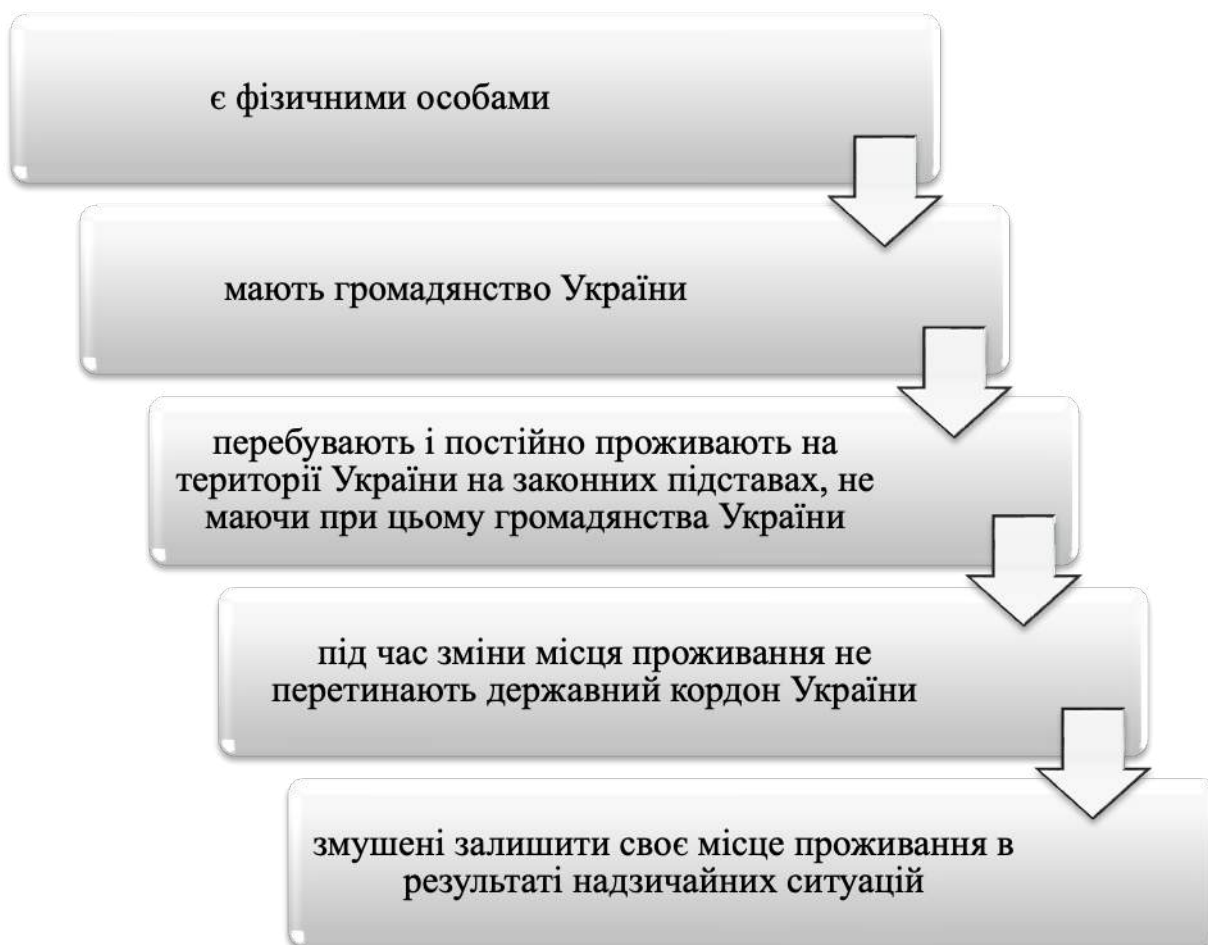 є фізичними особами
мають громадянство України
перебувають і постійно проживають на
території України на законних підставах, не
маючи при цьому громадянства України
під час зміни місця проживання не
перетинають державний кордон України
змушені залишити своє місце проживання в
результаті надзичайних ситуацій